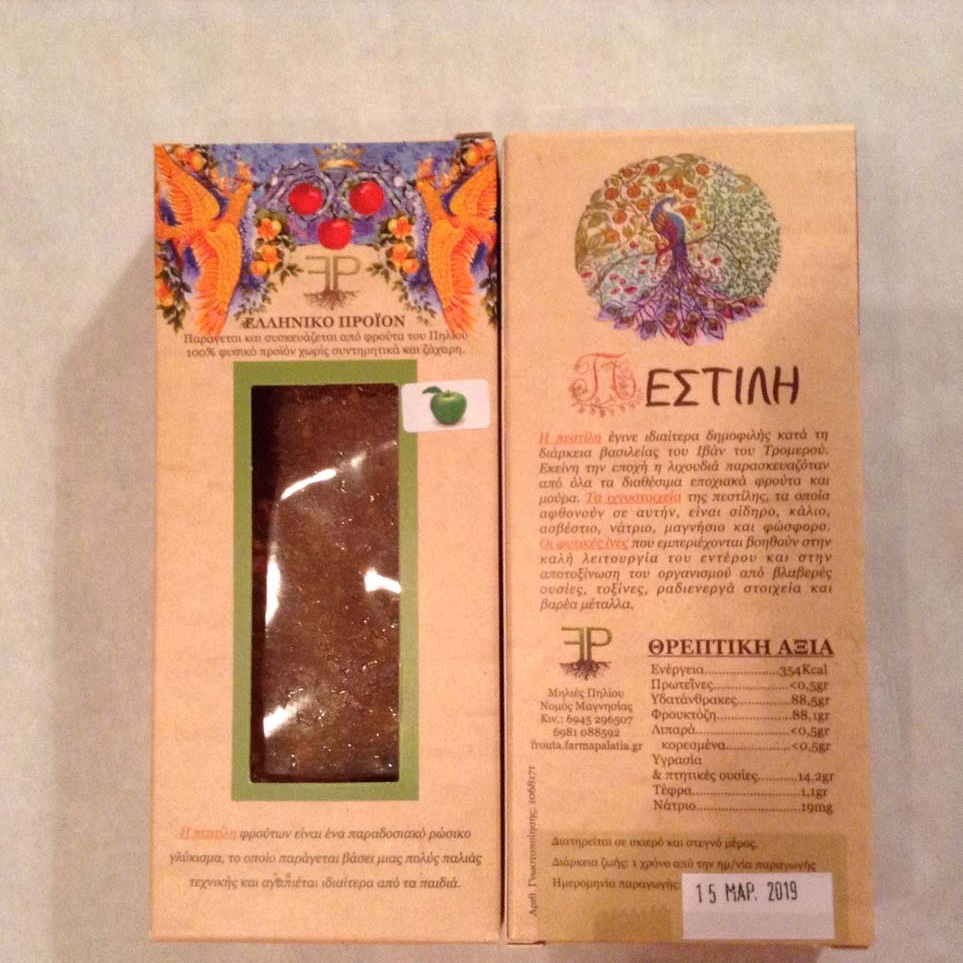 ΕΛΛΗΝΙΚΟ ΠΡΟΪΟΝ
Παράγεται και συσκευάζεται από φρούτα του Πηλίου
100% φυσικό προϊόν χωρίς συντηρητικά και ζάχαρη.
Η πεστίλη φρούτων είναι ένα παραδοσιακό ρώσικο
γλύκισμα, το οποίο παράγεται βάσει μιας πολύς παλιάς
τεχνικής και αγαπιέται ιδιαίτερα από τα παιδιά.
ΠΕΣΤΙΛΗ
Η πεστίλη έγινε ιδιαίτερα δημοφιλής κατά τη
διάρκεια βασιλείας του Ιβάν του Τρομερού.
Εκείνη την εποχή η λιχουδιά παρασκευαζόταν
από όλα τα διαθέσιμα εποχιακά φρούτα και
μούρα. Τα ιχνοστοιχεία της πεστίλης, τα οποία
αφθονούν σε αυτήν, είναι σίδηρο, κάλιο,
ασβέστιο, νάτριο, μαγνήσιο και φώσφορο.
Οι φυτικές ίνες που εμπεριέχονται βοηθούν στην
καλή λειτουργία του εντέρου και στην
αποτοξίνωση του οργανισμού από βλαβερές
ουσίες, τοξίνες, ραδιενεργά στοιχεία και
βαρέα μέταλλα.
Μηλιές Πηλίου
Νομός Μαγνησίας
Κιν.: 6945 296507
6981 088592
frouta.farmapalatia.gr
ΘΡΕΠΤΙΚΗ ΑΞΙΑ
Ενέργεια....................354Kcal
Πρωτεΐνες....................<0,5gr
Υδατάνθρακες..............88,5gr
Φρουκτόζη...................88,1gr
Λιπαρά.......................<0,5gr
κορεσμένα................<0,5gr
Υγρασία
& πτητικές ουσίες..........14,2gr
Τέφρα...........................1,1gr
Νάτριο..........................19mg
Αριθ. Γνωστοποίησης: 1068171
Διατηρείται σε σκιερό και στεγνό μέρος.
Διάρκεια ζωής: 1 χρόνο από την ημ/νία παραγωγής
Ημερομηνία παραγωγής: 15 ΜΑΡ. 2019